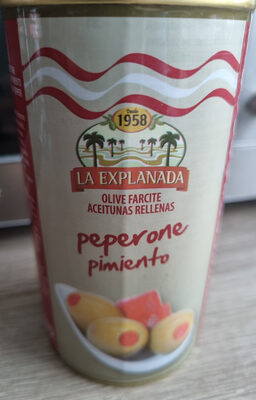 Desde
1958
LA EXPLANADA
OLIVE FARCITE
ACEITUNAS RELLENAS
peperone
pimiento